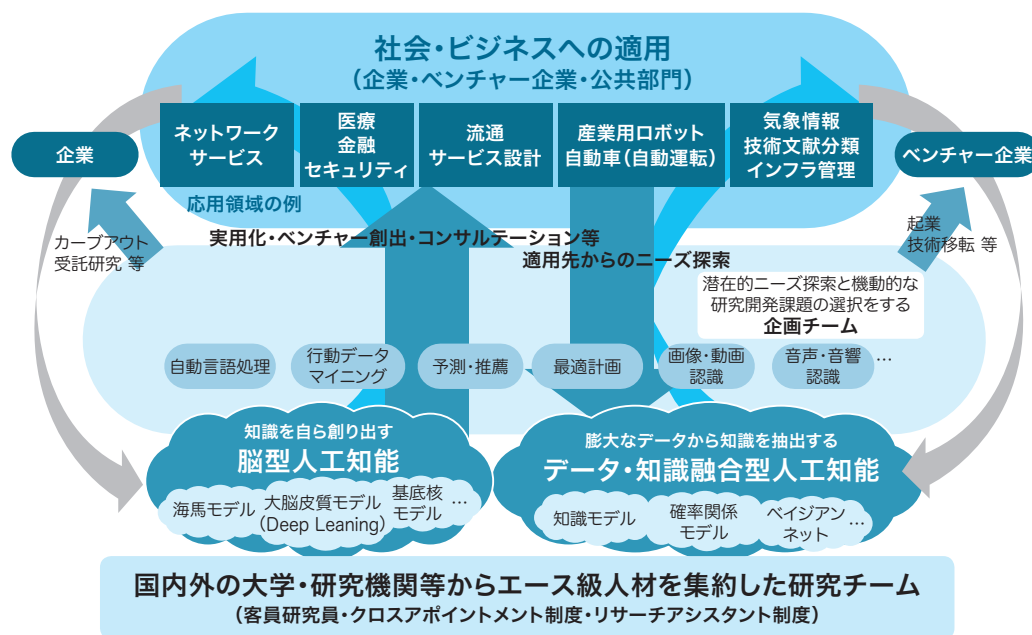 社会・ビジネスへの適用
（企業・ベンチャー企業・公共部門）
企業
ネットワーク
サービス
医療
金融
セキュリティ
流通
サービス設計
産業用ロボット
自動車（自動運転）
気象情報
技術文献分類
インフラ管理
ベンチャー企業
応用領域の例
カーブアウト
受託研究 等
実用化・ベンチャー創出・コンサルテーション等
適用先からのニーズ探索
起業
技術移転 等
潜在的ニーズ探索と機動的な
研究開発課題の選択をする
企画チーム
自動言語処理
行動データ
マイニング
予測・推薦
最適計画
画像・動画
認識
音声・音響
認識
…
知識を自ら創り出す
脳型人工知能
海馬モデル
大脳皮質モデル
（Deep Leaning）
基底核
モデル
…
膨大なデータから知識を抽出する
データ・知識融合型人工知能
知識モデル
確率関係
モデル
ベイジアン
ネット
…
国内外の大学・研究機関等からエース級人材を集約した研究チーム
（客員研究員・クロスアポイントメント制度・リサーチアシスタント制度）